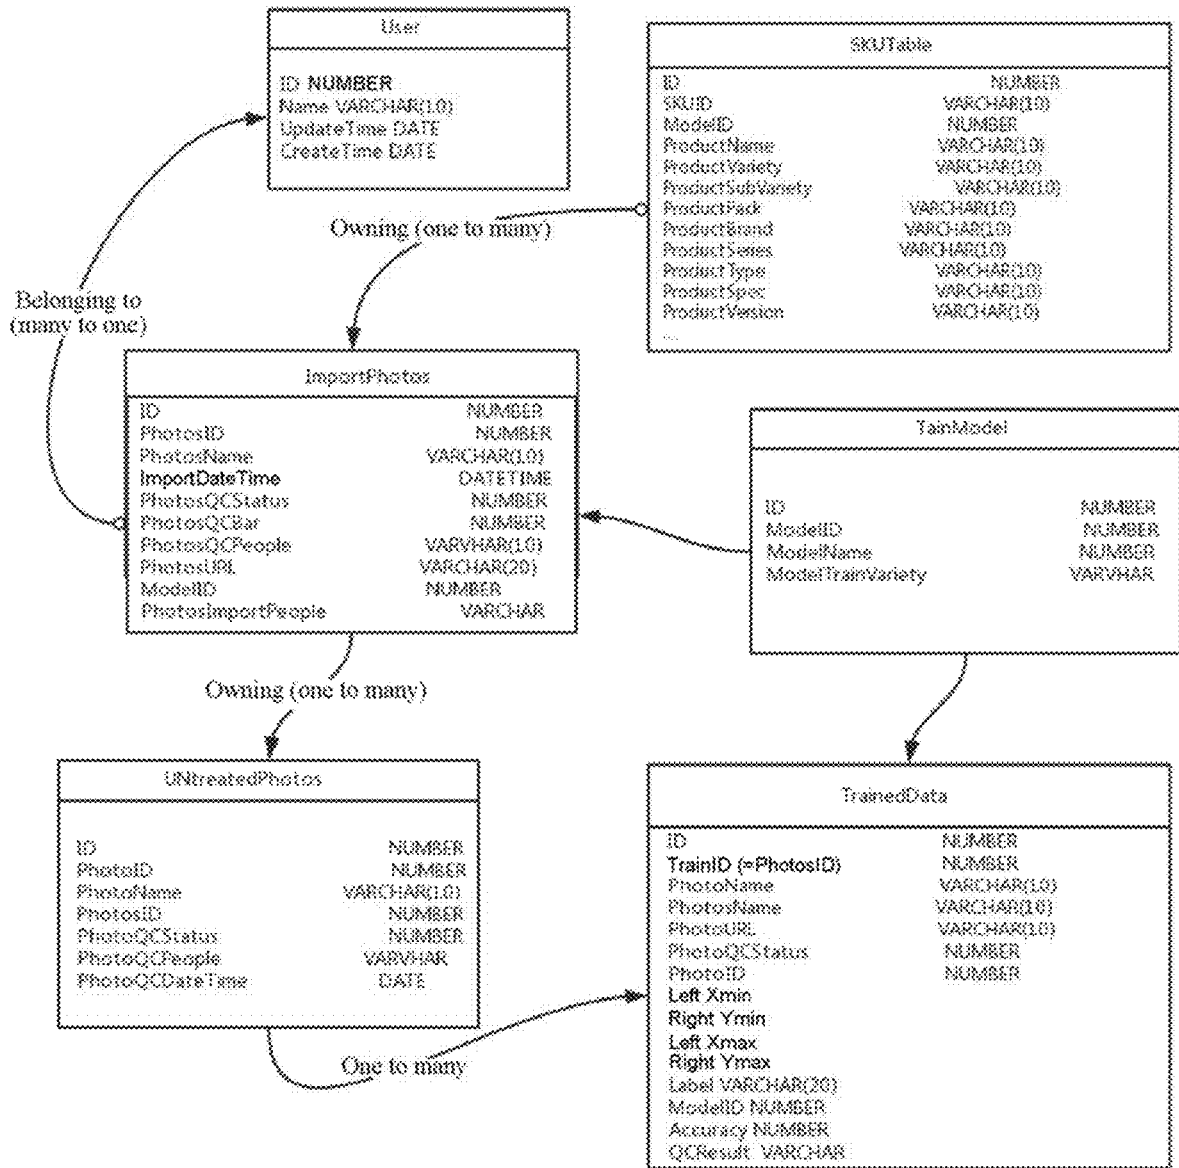 User
ID NUMBER
Name VARCHAR(10)
UpdateTime DATE
CreateTime DATE
SKUTable
ID NUMBER
SKUID VARCHAR(10)
ModelID NUMBER
ProductName VARCHAR(10)
ProductVariety VARCHAR(10)
ProductSubVariety VARCHAR(10)
ProductPack VARCHAR(10)
ProductBrand VARCHAR(10)
ProductSeries VARCHAR(10)
ProductType VARCHAR(10)
ProductSpec VARCHAR(10)
ProductVersion VARCHAR(10)
...
Owning (one to many)
Belonging to
(many to one)
ImportPhotos
ID NUMBER
PhotosID NUMBER
PhotosName VARCHAR(10)
ImportDateTime DATETIME
PhotosQCStatus NUMBER
PhotosQCBar NUMBER
PhotosQCPeople VARVHAR(10)
PhotosURL VARCHAR(20)
ModelID NUMBER
PhotosImportPeople VARCHAR
TainModel
ID NUMBER
ModelID NUMBER
ModelName NUMBER
ModelTrainVariety VARVHAR
Owning (one to many)
UNtreatedPhotos
ID NUMBER
PhotoID NUMBER
PhotoName VARCHAR(10)
PhotosID NUMBER
PhotoQCStatus NUMBER
PhotoQCPeople VARVHAR
PhotoQCDateTime DATE
One to many
TrainedData
ID NUMBER
TrainID (=PhotosID) NUMBER
PhotoName VARCHAR(10)
PhotosName VARCHAR(10)
PhotoURL VARCHAR(10)
PhotoQCStatus NUMBER
PhotoID NUMBER
Left Xmin
Right Ymin
Left Xmax
Right Ymax
Label VARCHAR(20)
ModelID NUMBER
Accuracy NUMBER
QCResult VARCHAR